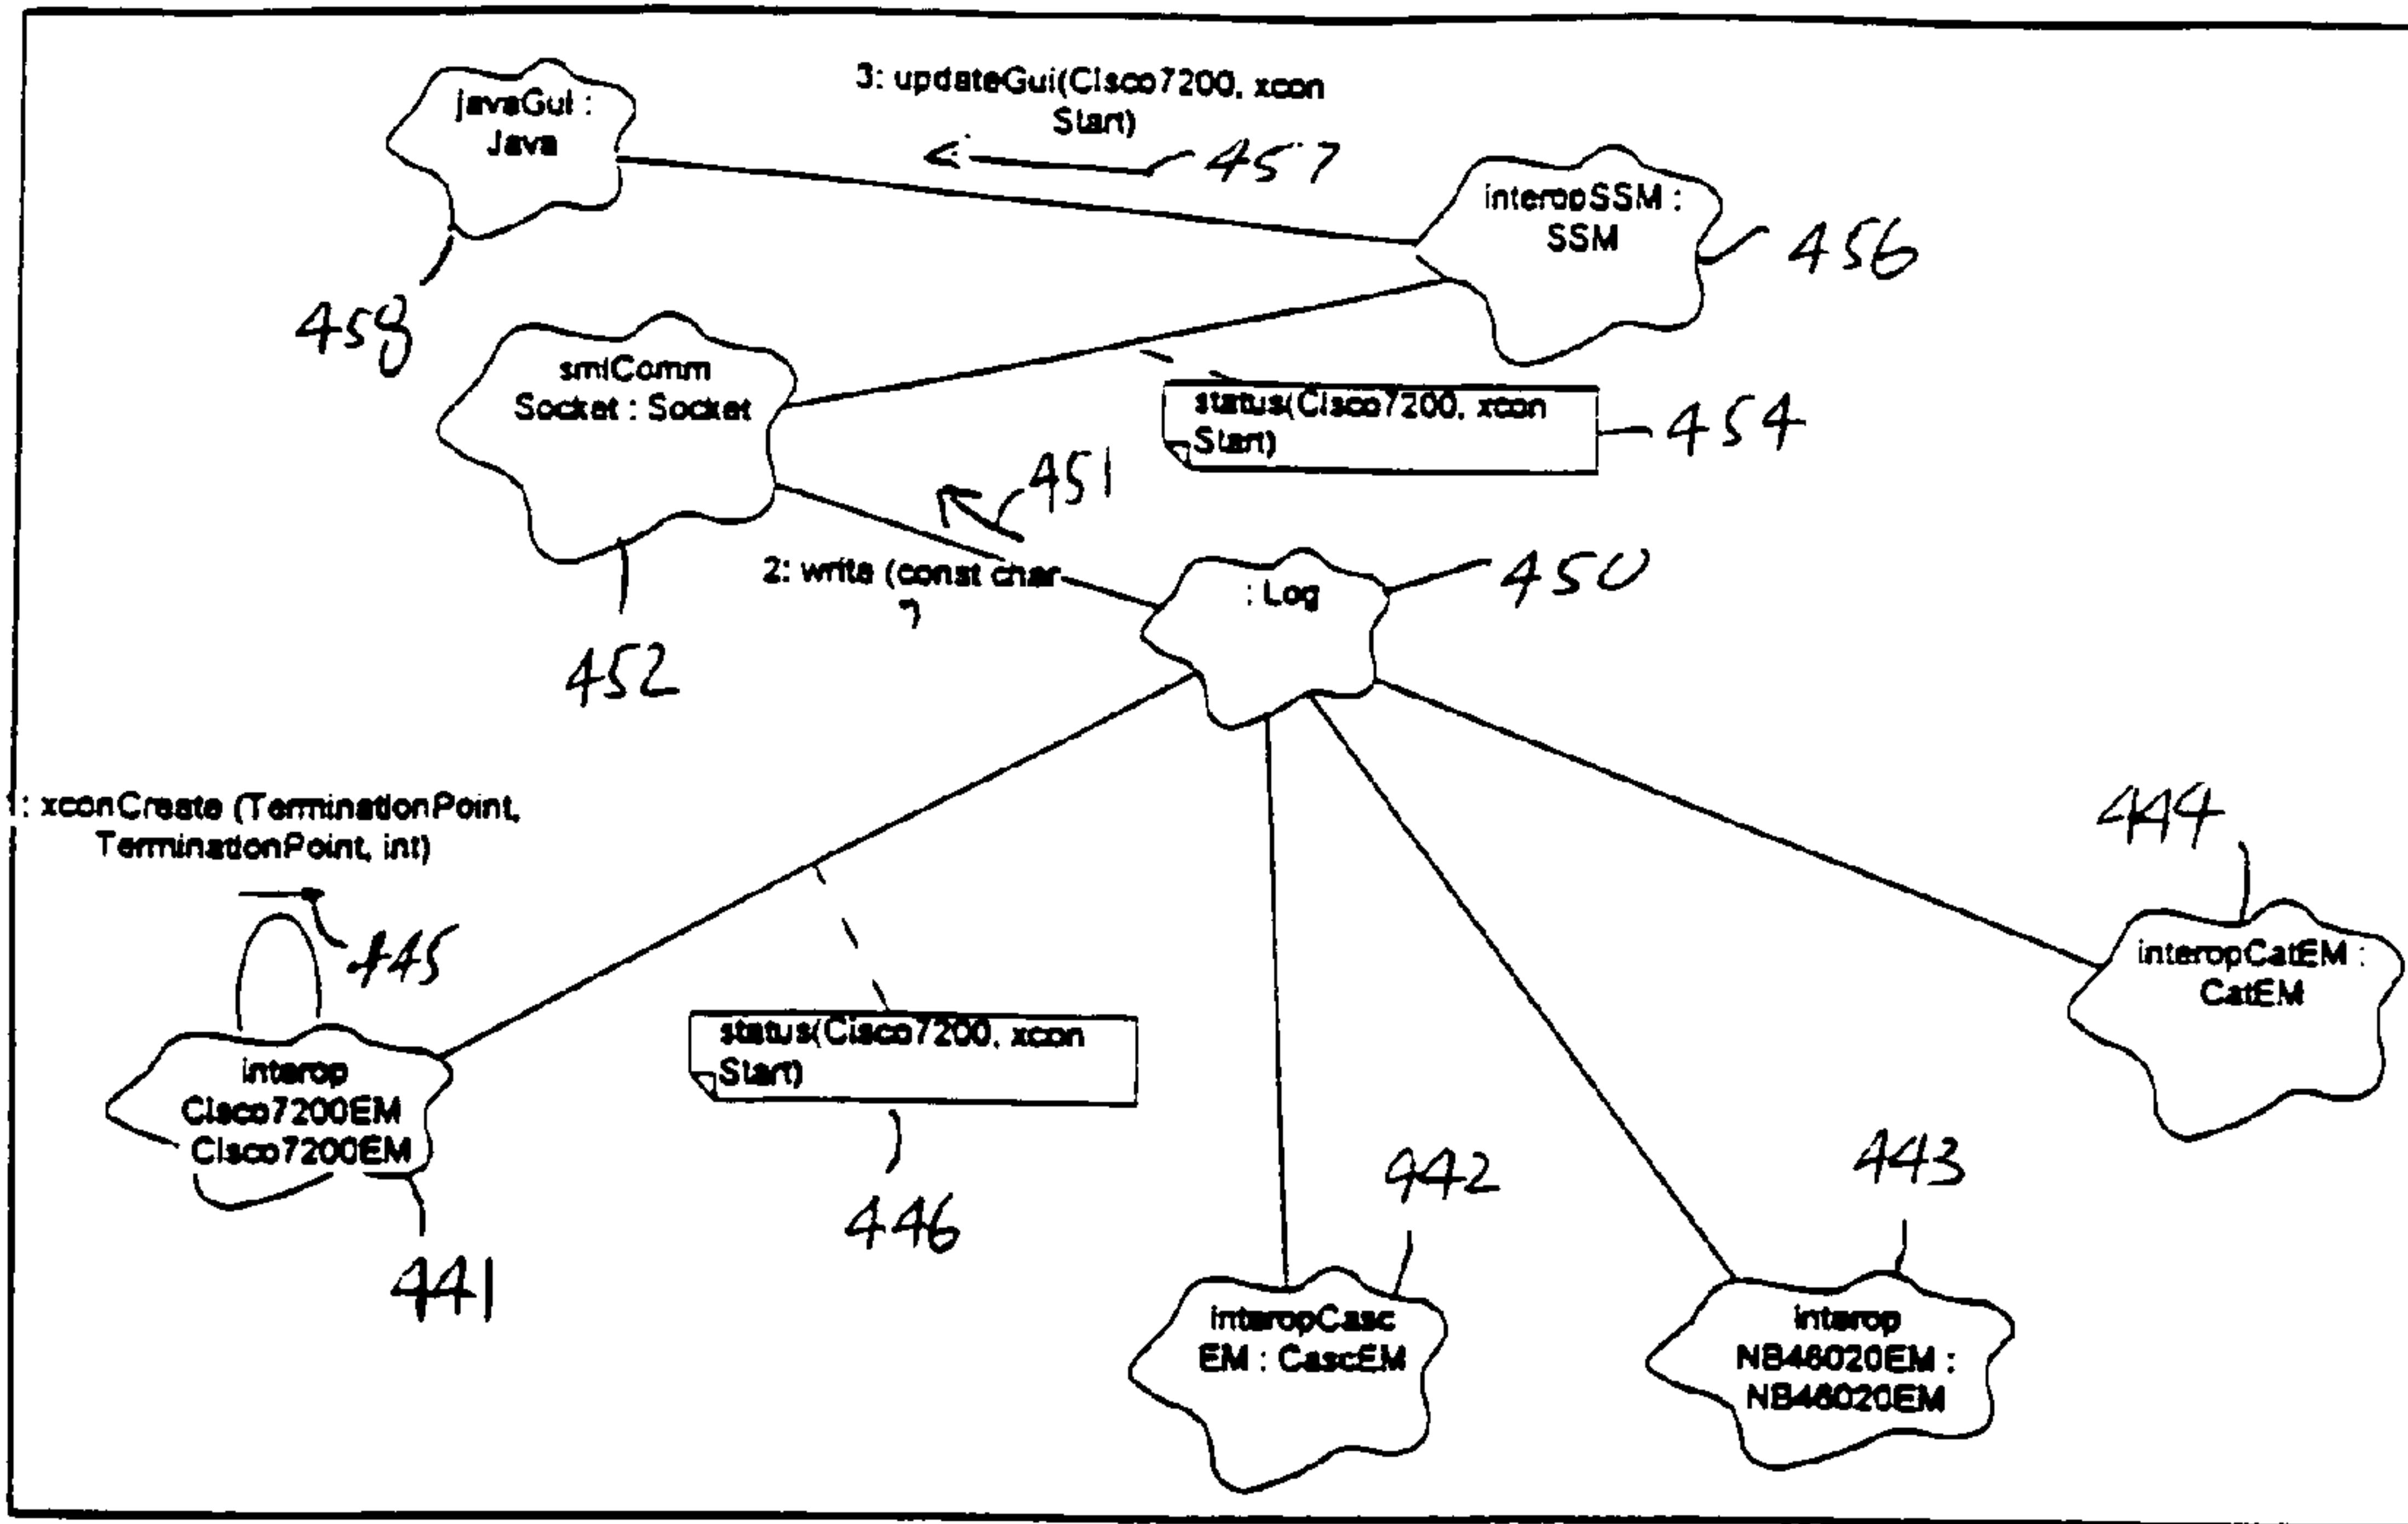 javaGui :
Java
3: updateGui(Cisco7200, xcon
Start)
457
interopSSM :
SSM
456
458
smlComm
Socket : Socket
status(Cisco7200, xcon
Start)
454
451
2: write (const char
: Log
450
452
1: xconCreate (TerminationPoint,
TerminationPoint, int)
445
444
interopCatEM :
CatEM
interop
Cisco7200EM
Cisco7200EM
441
status(Cisco7200, xcon
Start)
446
442
443
interopCasc
EM : CascEM
interop
NB46020EM :
NB46020EM